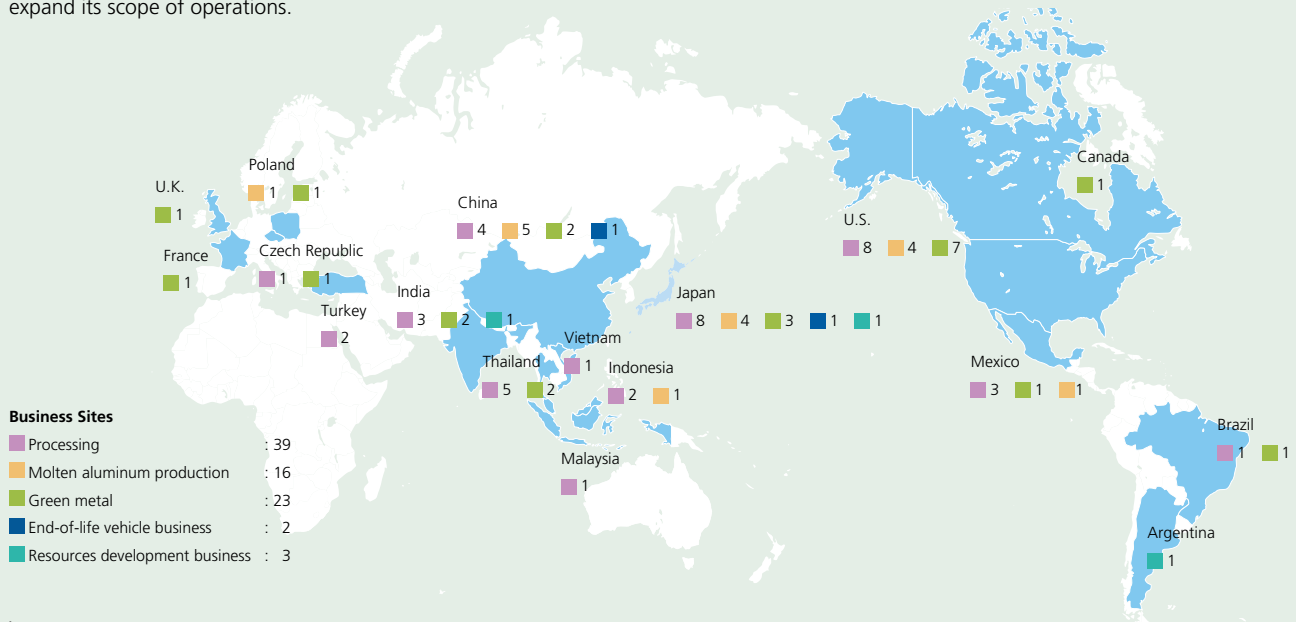 expand its scope of operations.
Poland
1 1
U.K.
1
France
1
Czech Republic
1 1
Turkey
2
China
4 5 2 1
India
3 2 1
Japan
8 4 3 1 1
Vietnam
1
Thailand
5 2
Indonesia
2 1
Malaysia
1
Canada
1
U.S.
8 4 7
Mexico
3 1 1
Brazil
1 1
Argentina
1
Business Sites
Processing : 39
Molten aluminum production : 16
Green metal : 23
End-of-life vehicle business : 2
Resources development business : 3